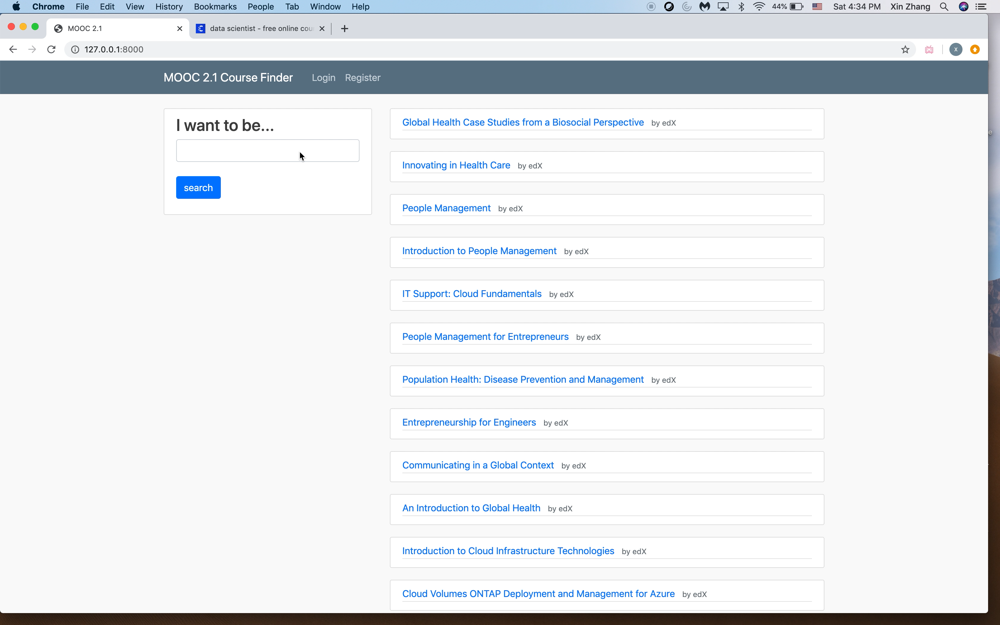 Chrome File Edit View History Bookmarks People Tab Window Help 44% Sat 4:34 PM Xin Zhang
MOOC 2.1 data scientist - free online cou
127.0.0.1:8000 X
MOOC 2.1 Course Finder Login Register
I want to be...
search
Global Health Case Studies from a Biosocial Perspective by edX
Innovating in Health Care by edX
People Management by edX
Introduction to People Management by edX
IT Support: Cloud Fundamentals by edX
People Management for Entrepreneurs by edX
Population Health: Disease Prevention and Management by edX
Entrepreneurship for Engineers by edX
Communicating in a Global Context by edX
An Introduction to Global Health by edX
Introduction to Cloud Infrastructure Technologies by edX
Cloud Volumes ONTAP Deployment and Management for Azure by edX
e